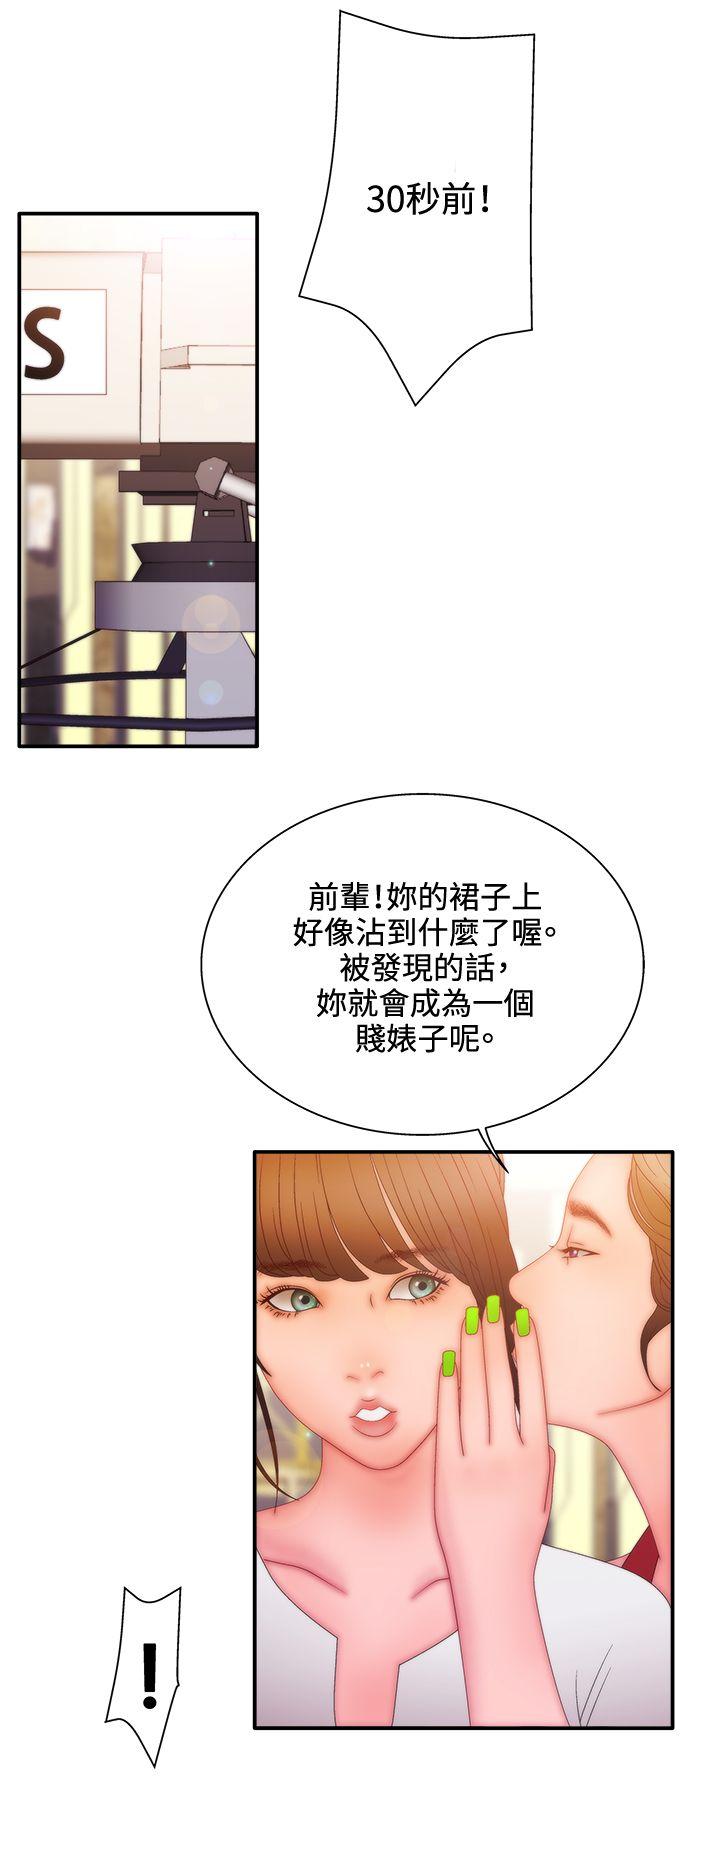 30秒前！
S
前輩！妳的裙子上
好像沾到什麼了喔。
被發現的話，
妳就會成為一個
賤婊子呢。
！